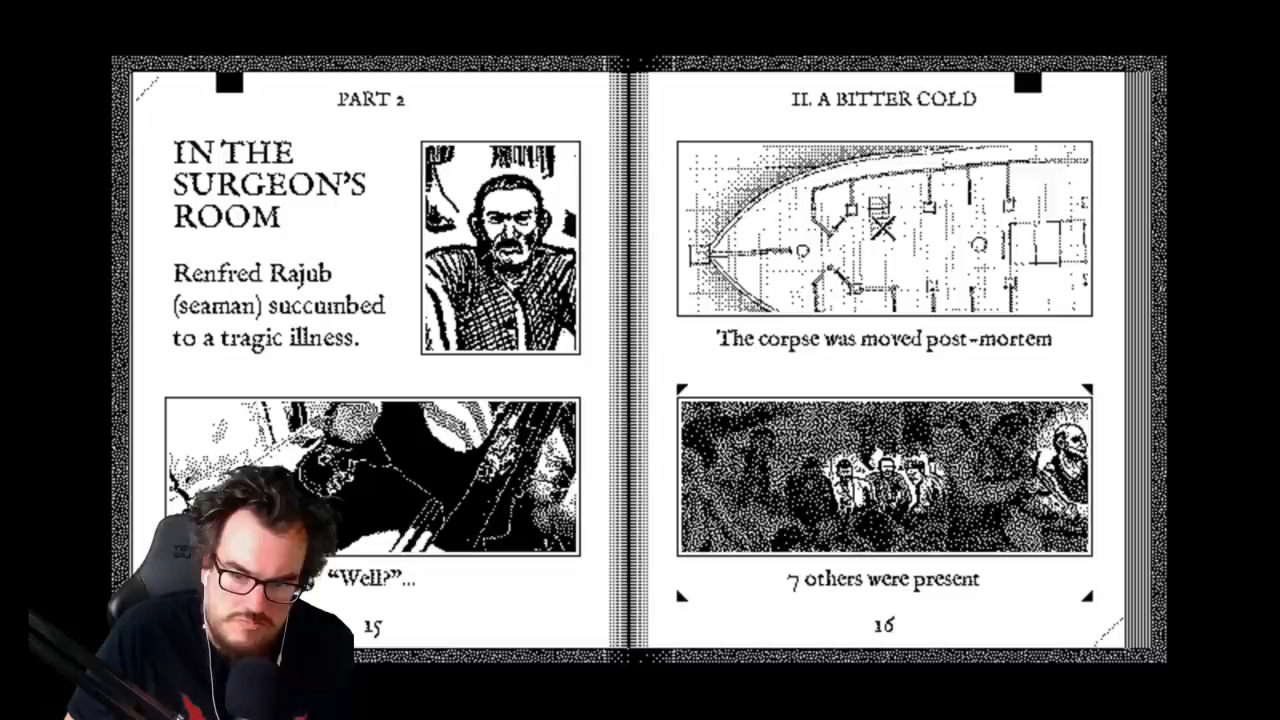 PART 2
IN THE
SURGEON'S
ROOM
Renfred Rajub
(seaman) succumbed
to a tragic illness.
"Well?"...
15
II. A BITTER COLD
The corpse was moved post-mortem
7 others were present
16